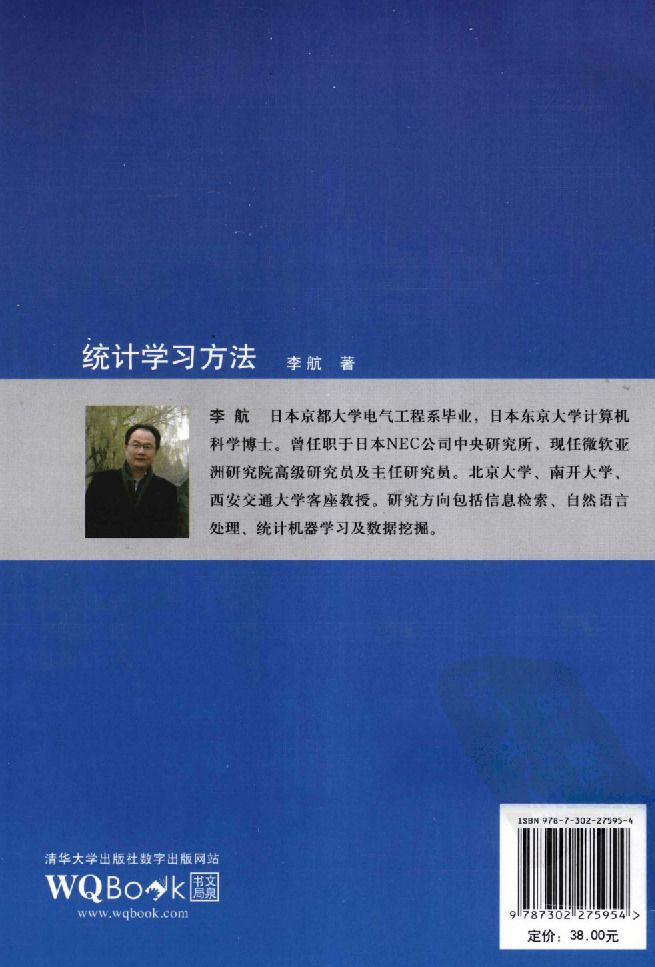 统计学习方法 李航 著
李 航 日本京都大学电气工程系毕业，日本东京大学计算机
科学博士。曾任职于日本NEC公司中央研究所，现任微软亚
洲研究院高级研究员及主任研究员。北京大学、南开大学、
西安交通大学客座教授。研究方向包括信息检索、自然语言
处理、统计机器学习及数据挖掘。
ISBN 978-7-302-27595-4
9 787302 275954 >
定价：38.00元
清华大学出版社数字出版网站
WQBook 文泉书局
www.wqbook.com